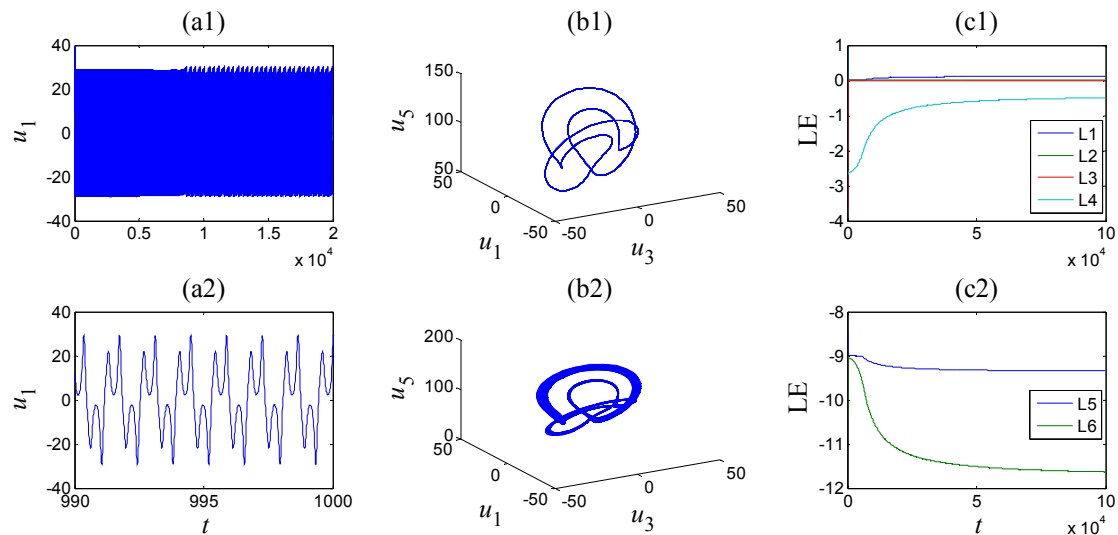 (a1)
40
20
0
-20
-40
u1
0
0.5
1
1.5
2
x 10^4
(b1)
150
100
50
u5
50
0
-50
u1
-50
0
50
u3
(c1)
1
0
-1
-2
-3
-4
LE
L1
L2
L3
L4
0
5
10
x 10^4
(a2)
40
20
0
-20
-40
u1
990
995
1000
t
(b2)
200
100
0
u5
50
0
-50
u1
-50
0
50
u3
(c2)
-8
-9
-10
-11
-12
LE
L5
L6
0
5
10
x 10^4
t